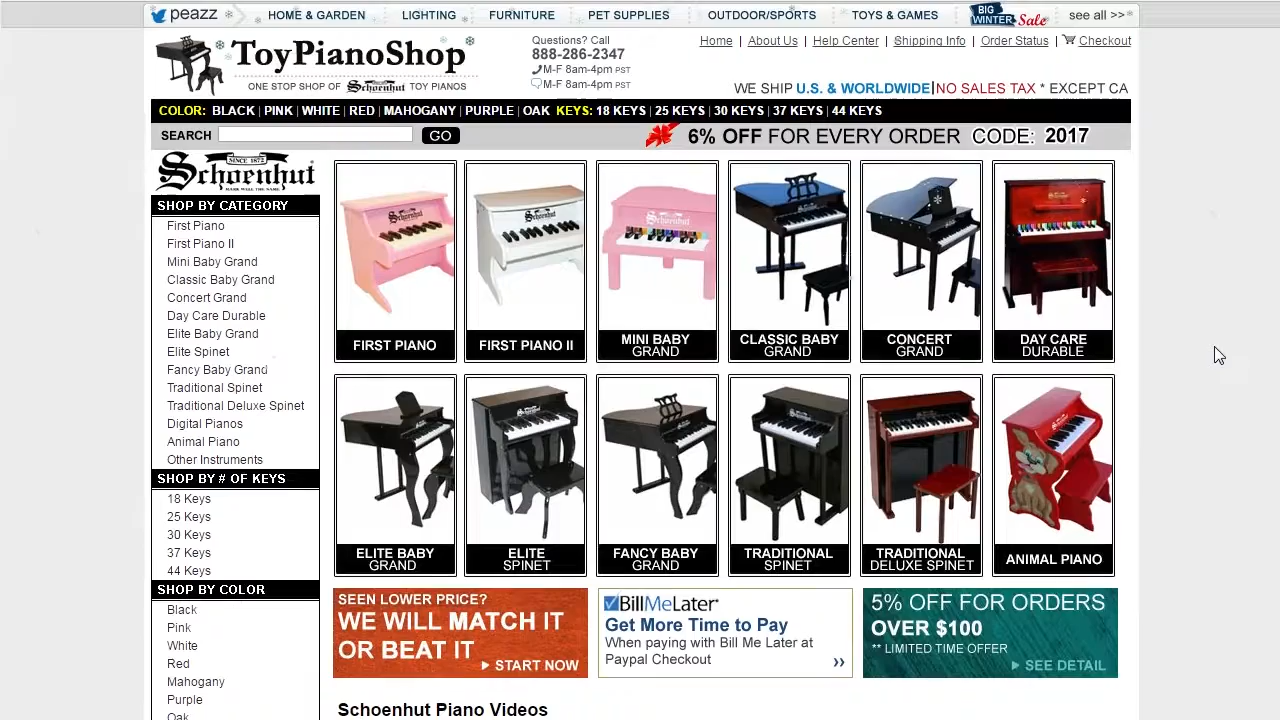 peazz
HOME & GARDEN
LIGHTING
FURNITURE
PET SUPPLIES
OUTDOOR/SPORTS
TOYS & GAMES
BIG
WINTER Sale
see all >>
ToyPianoShop
ONE STOP SHOP OF Schoenhut TOY PIANOS
Questions? Call
888-286-2347
M-F 8am-4pm PST
M-F 8am-4pm PST
Home | About Us | Help Center | Shipping Info | Order Status | Checkout
WE SHIP U.S. & WORLDWIDE|NO SALES TAX * EXCEPT CA
COLOR: BLACK | PINK | WHITE | RED | MAHOGANY | PURPLE | OAK KEYS: 18 KEYS | 25 KEYS | 30 KEYS | 37 KEYS | 44 KEYS
SEARCH GO
6% OFF FOR EVERY ORDER CODE: 2017
SINCE 1872
Schoenhut
MARK WELL THE NAME
SHOP BY CATEGORY
First Piano
First Piano II
Mini Baby Grand
Classic Baby Grand
Concert Grand
Day Care Durable
Elite Baby Grand
Elite Spinet
Fancy Baby Grand
Traditional Spinet
Traditional Deluxe Spinet
Digital Pianos
Animal Piano
Other Instruments
SHOP BY # OF KEYS
18 Keys
25 Keys
30 Keys
37 Keys
44 Keys
SHOP BY COLOR
Black
Pink
White
Red
Mahogany
Purple
Oak
Schoenhut
Schoenhut
Schoenhut
FIRST PIANO
FIRST PIANO II
MINI BABY
GRAND
CLASSIC BABY
GRAND
CONCERT
GRAND
DAY CARE
DURABLE
ELITE BABY
GRAND
ELITE
SPINET
FANCY BABY
GRAND
TRADITIONAL
SPINET
TRADITIONAL
DELUXE SPINET
ANIMAL PIANO
SEEN LOWER PRICE?
WE WILL MATCH IT
OR BEAT IT
START NOW
BillMeLater
Get More Time to Pay
When paying with Bill Me Later at
Paypal Checkout
››
5% OFF FOR ORDERS
OVER $100
** LIMITED TIME OFFER
SEE DETAIL
Schoenhut Piano Videos